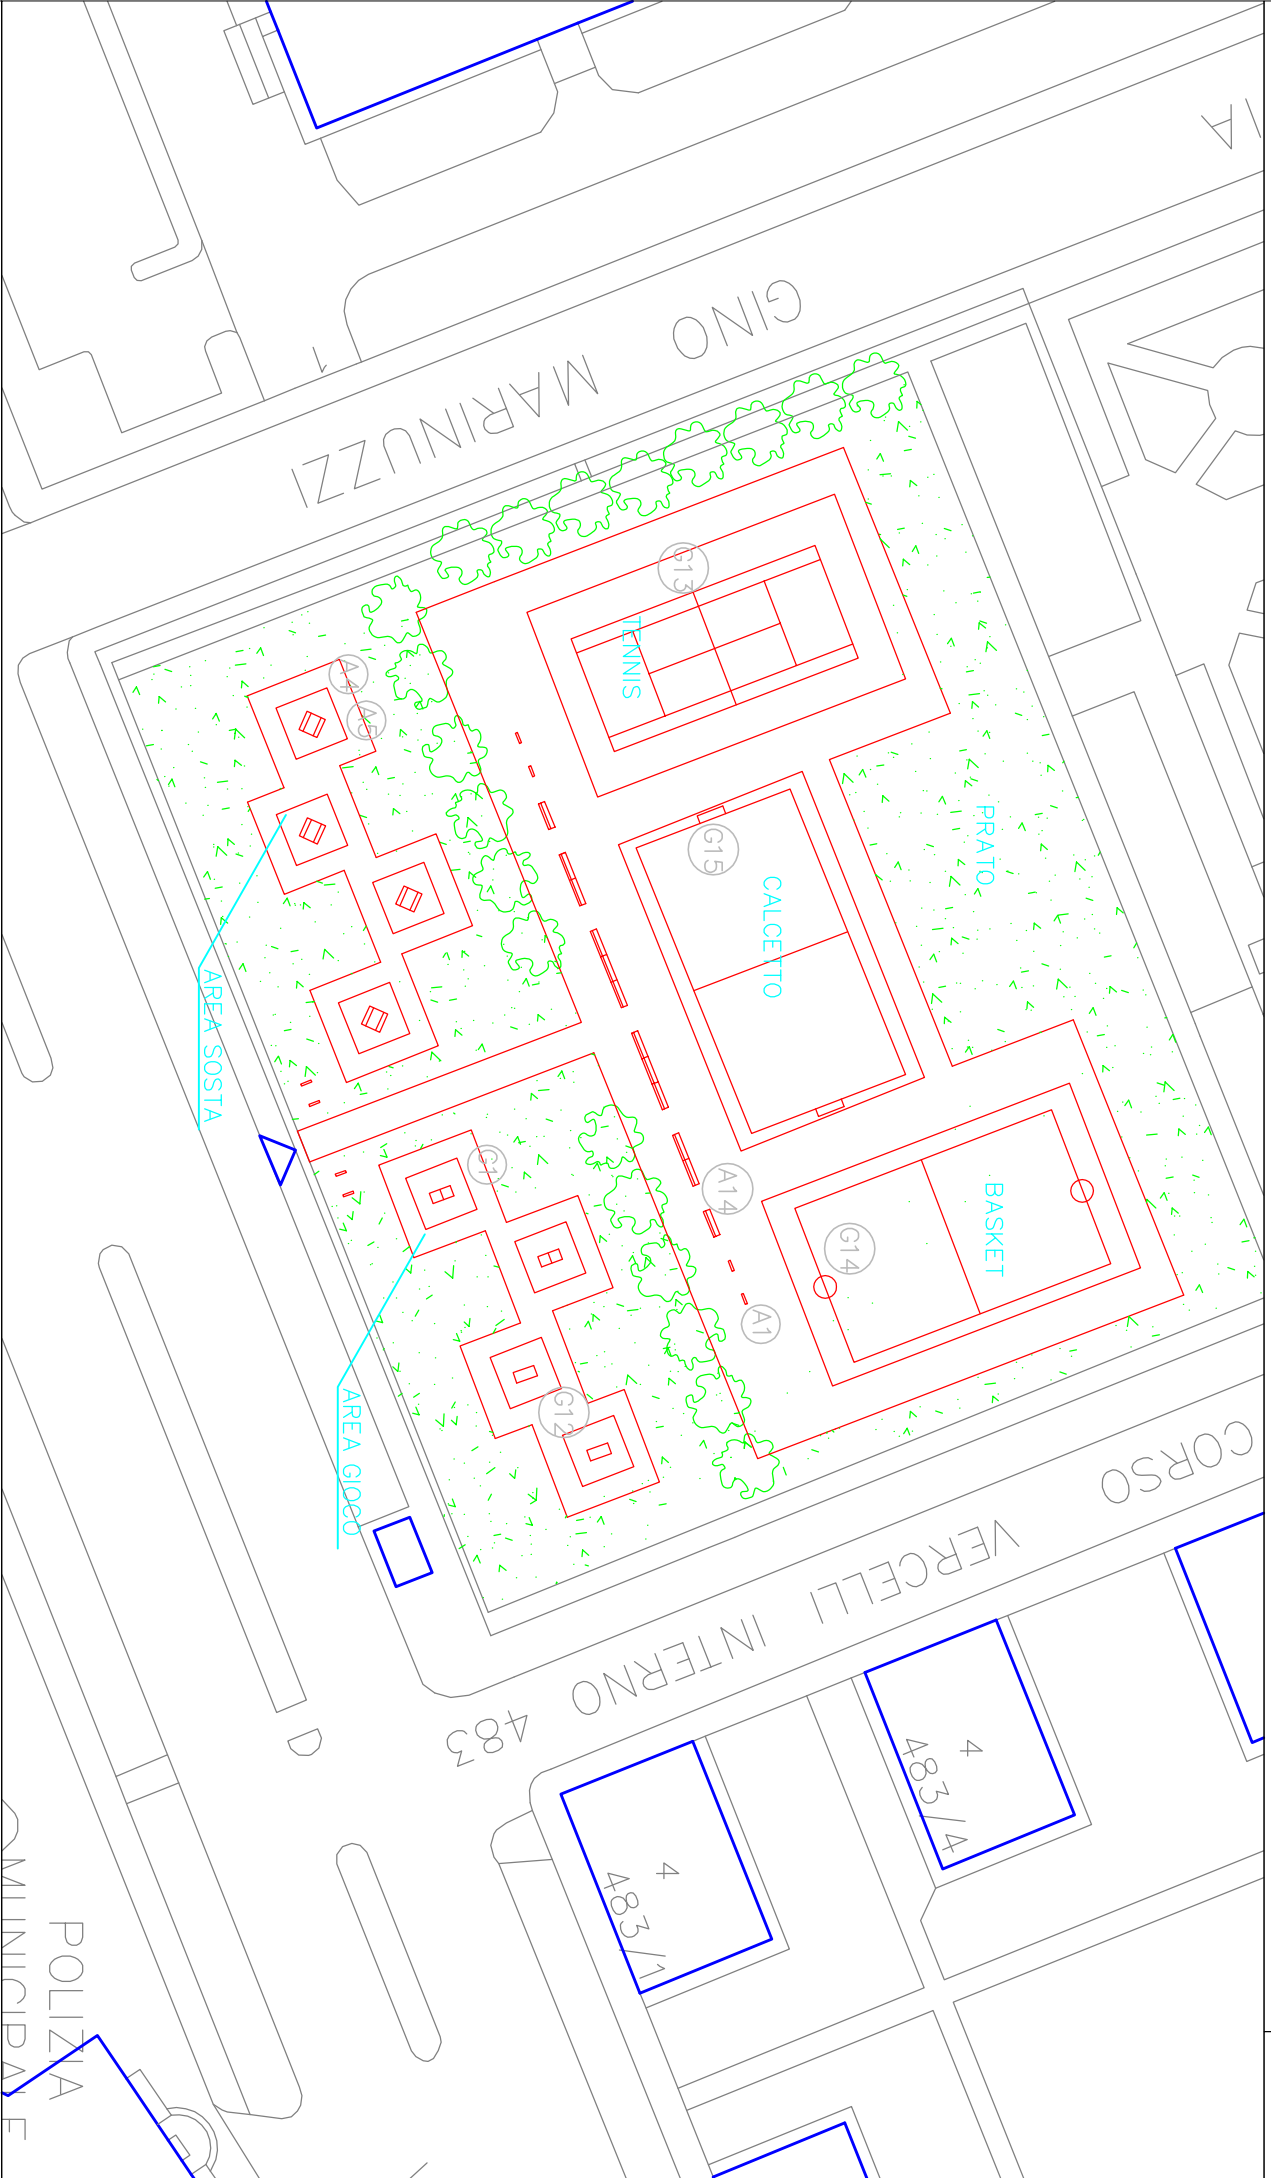 VIA
GINO MARINUZZI
1
G13
TENNIS
A4
A5
PRATO
G15
CALCETTO
AREA SOSTA
G1
A14
G14
BASKET
A1
G12
AREA GIOCO
CORSO VERCELLI INTERNO 483
4
483/4
4
483/1
POLIZIA
MUNICIPALE